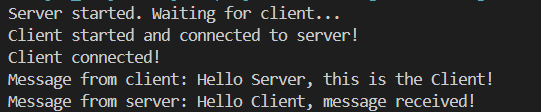 Server started. Waiting for client...
Client started and connected to server!
Client connected!
Message from client: Hello Server, this is the Client!
Message from server: Hello Client, message received!